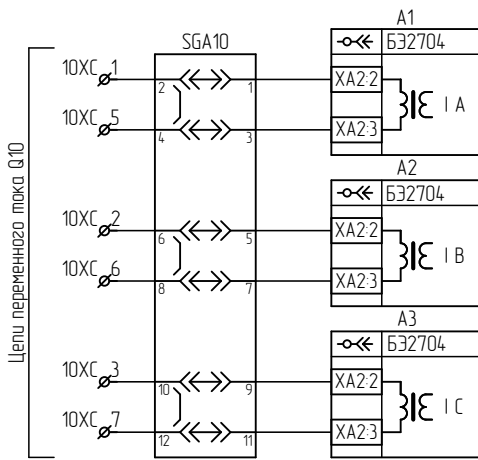 Цепи переменного тока Q10
SGA10
A1
БЭ2704
10XC 1
2
1
XA2:2
I A
10XC 5
4
3
XA2:3
A2
БЭ2704
10XC 2
6
5
XA2:2
I B
10XC 6
8
7
XA2:3
A3
БЭ2704
10XC 3
10
9
XA2:2
I C
10XC 7
12
11
XA2:3